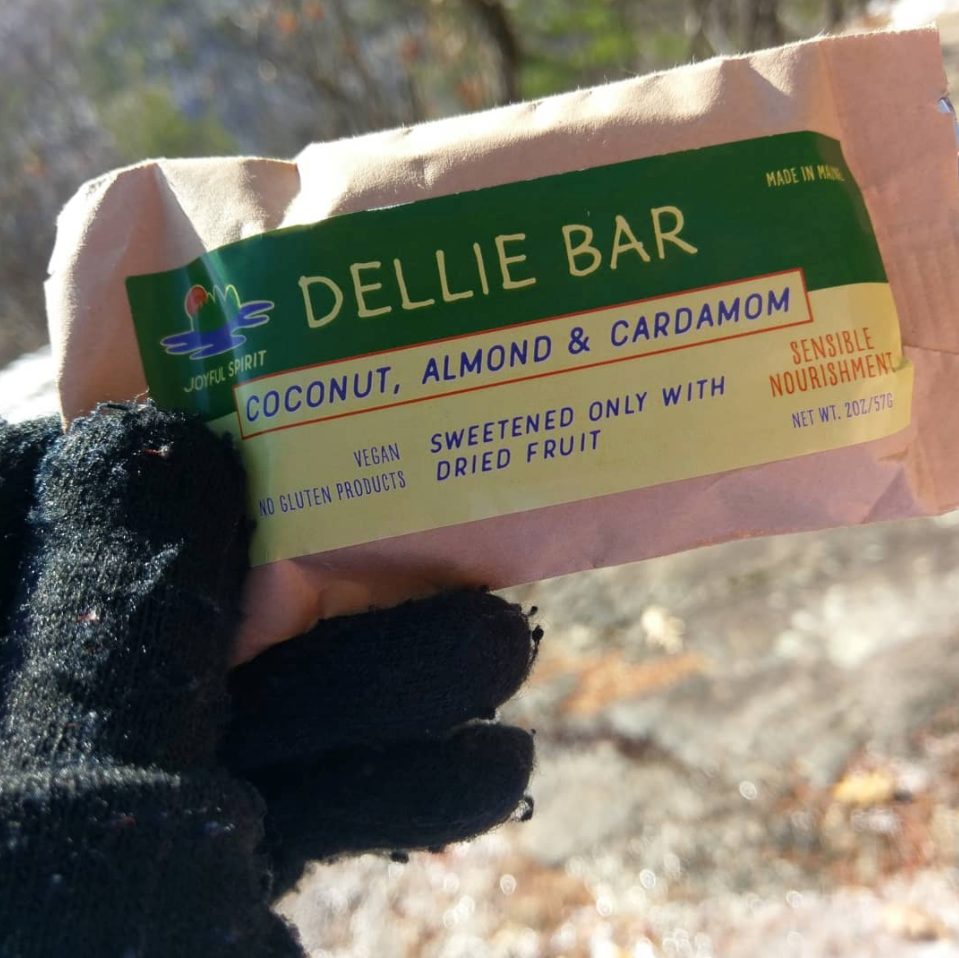 MADE IN MAINE
DELLIE BAR
JOYFUL SPIRIT
COCONUT, ALMOND & CARDAMOM
SENSIBLE
NOURISHMENT
NET WT. 2OZ/57G
VEGAN
NO GLUTEN PRODUCTS
SWEETENED ONLY WITH
DRIED FRUIT